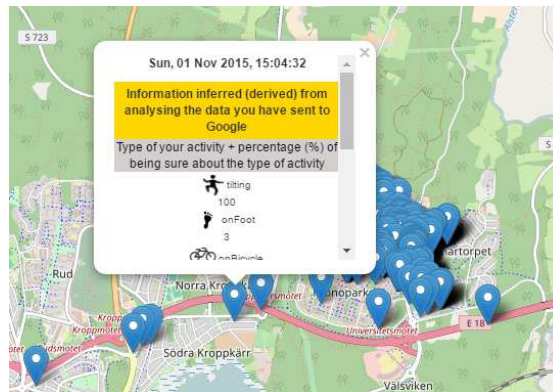 S 723
Sun, 01 Nov 2015, 15:04:32
×
Information inferred (derived) from
analysing the data you have sent to
Google
Type of your activity + percentage (%) of
being sure about the type of activity
tilting
100
onFoot
3
onBicycle
Rud
Norra Kroppkärr
Södra Kroppkärr
Universitetsmotet
E 18
Välsviken